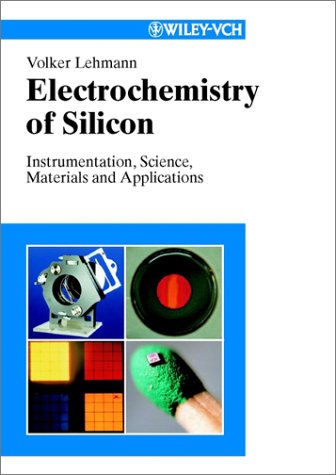 WILEY-VCH
Volker Lehmann
Electrochemistry
of Silicon
Instrumentation, Science,
Materials and Applications